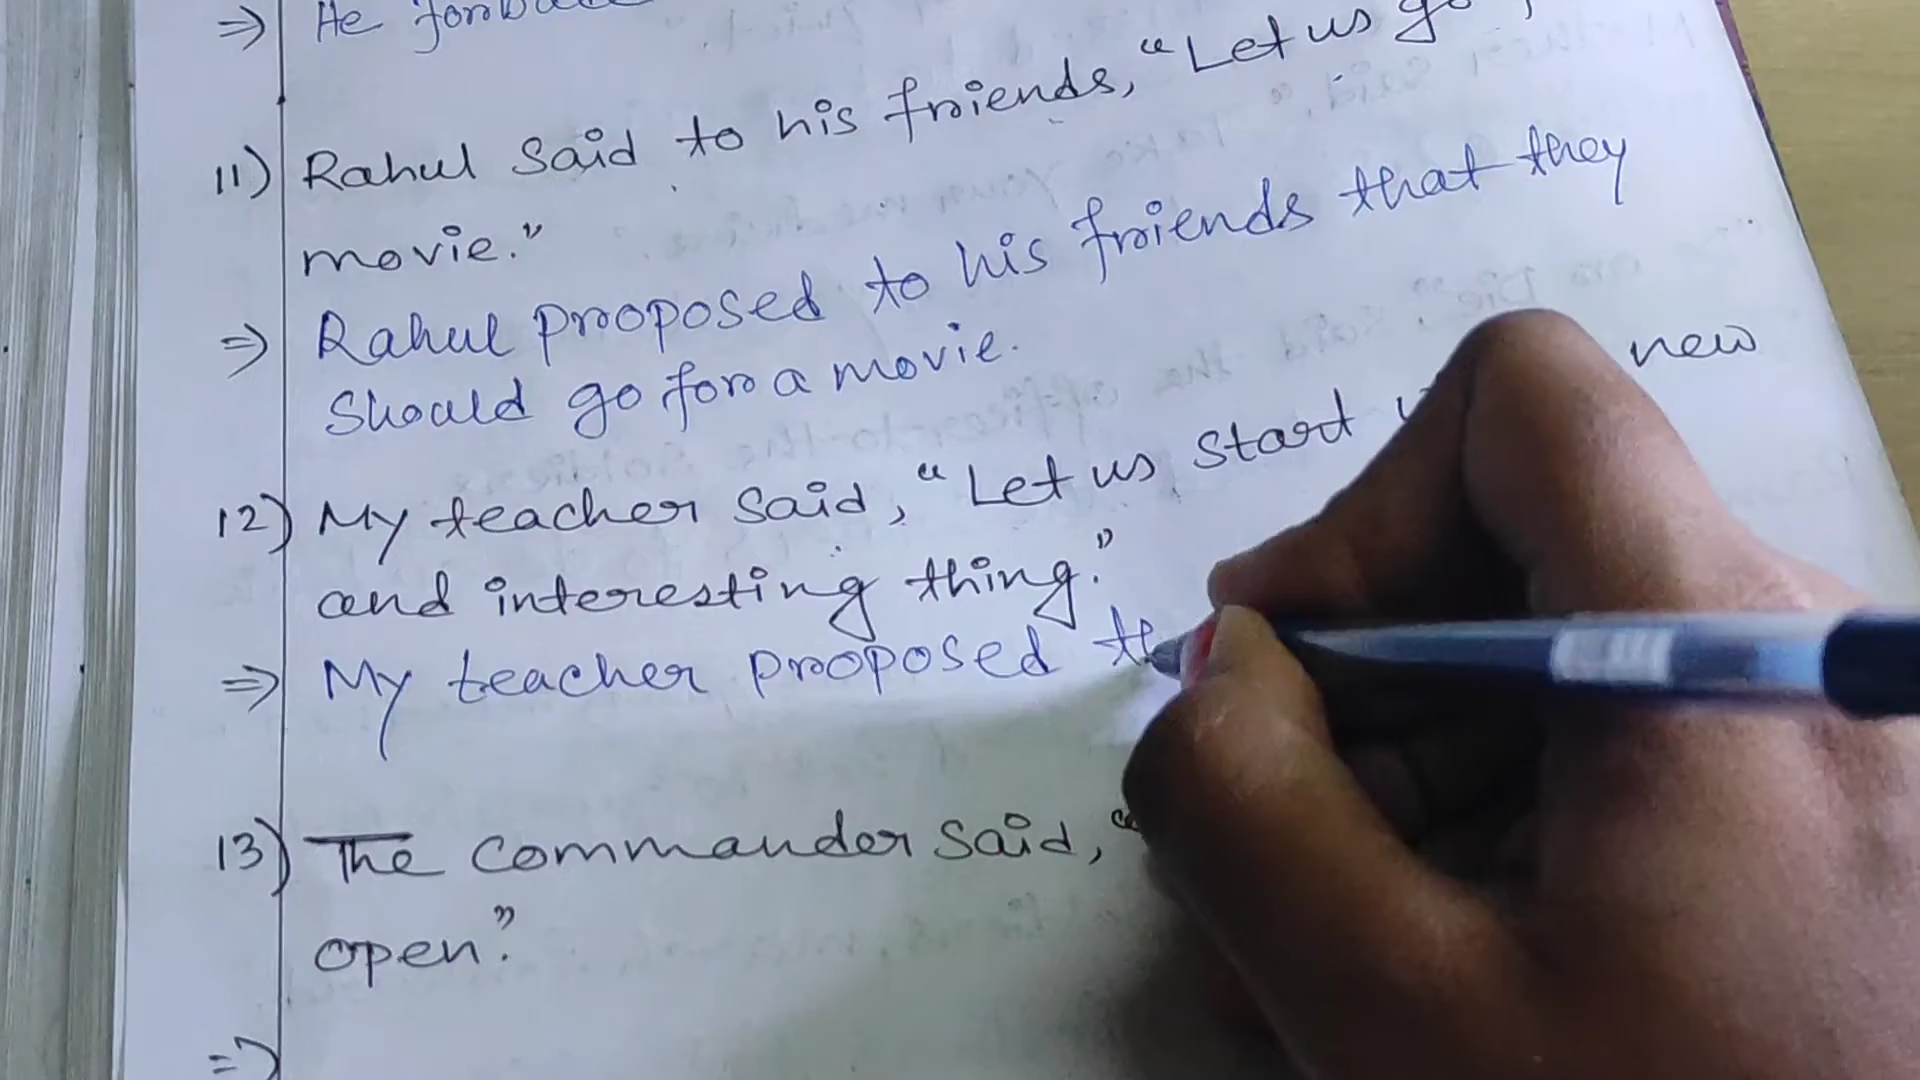 => He forbade
11) Rahul said to his friends, "Let us go
movie."
=> Rahul proposed to his friends that they
should go for a movie.
12) My teacher said, "Let us start new
and interesting thing."
=> My teacher proposed th
13) The commander said, "
open."
=>